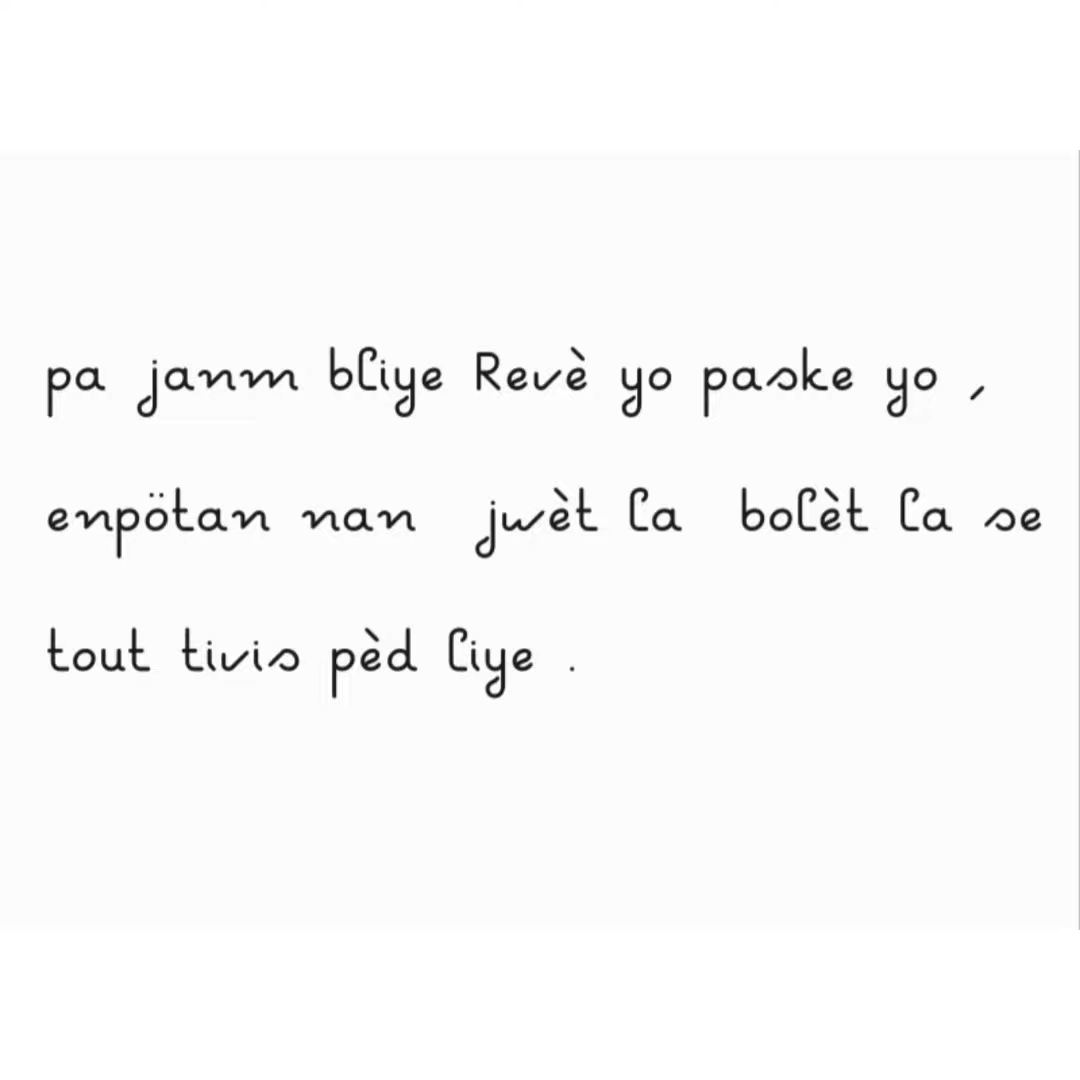 pa janm bliye Revè yo paske yo ,
enpötan nan jwèt la bolèt la se
tout tivis pèd liye .